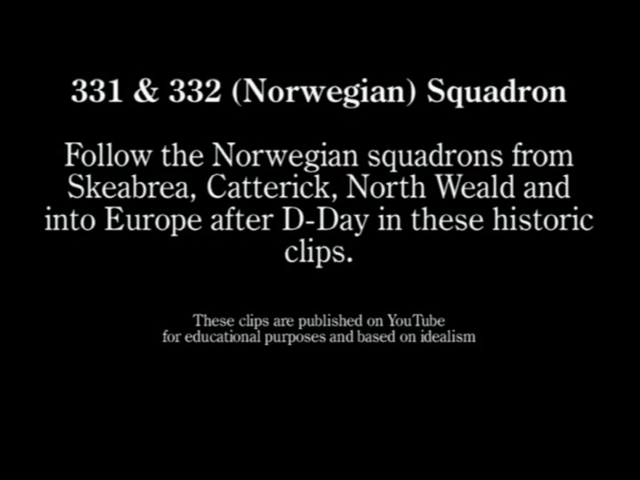 331 & 332 (Norwegian) Squadron
Follow the Norwegian squadrons from
Skeabrea, Catterick, North Weald and
into Europe after D-Day in these historic
clips.
These clips are published on YouTube
for educational purposes and based on idealism